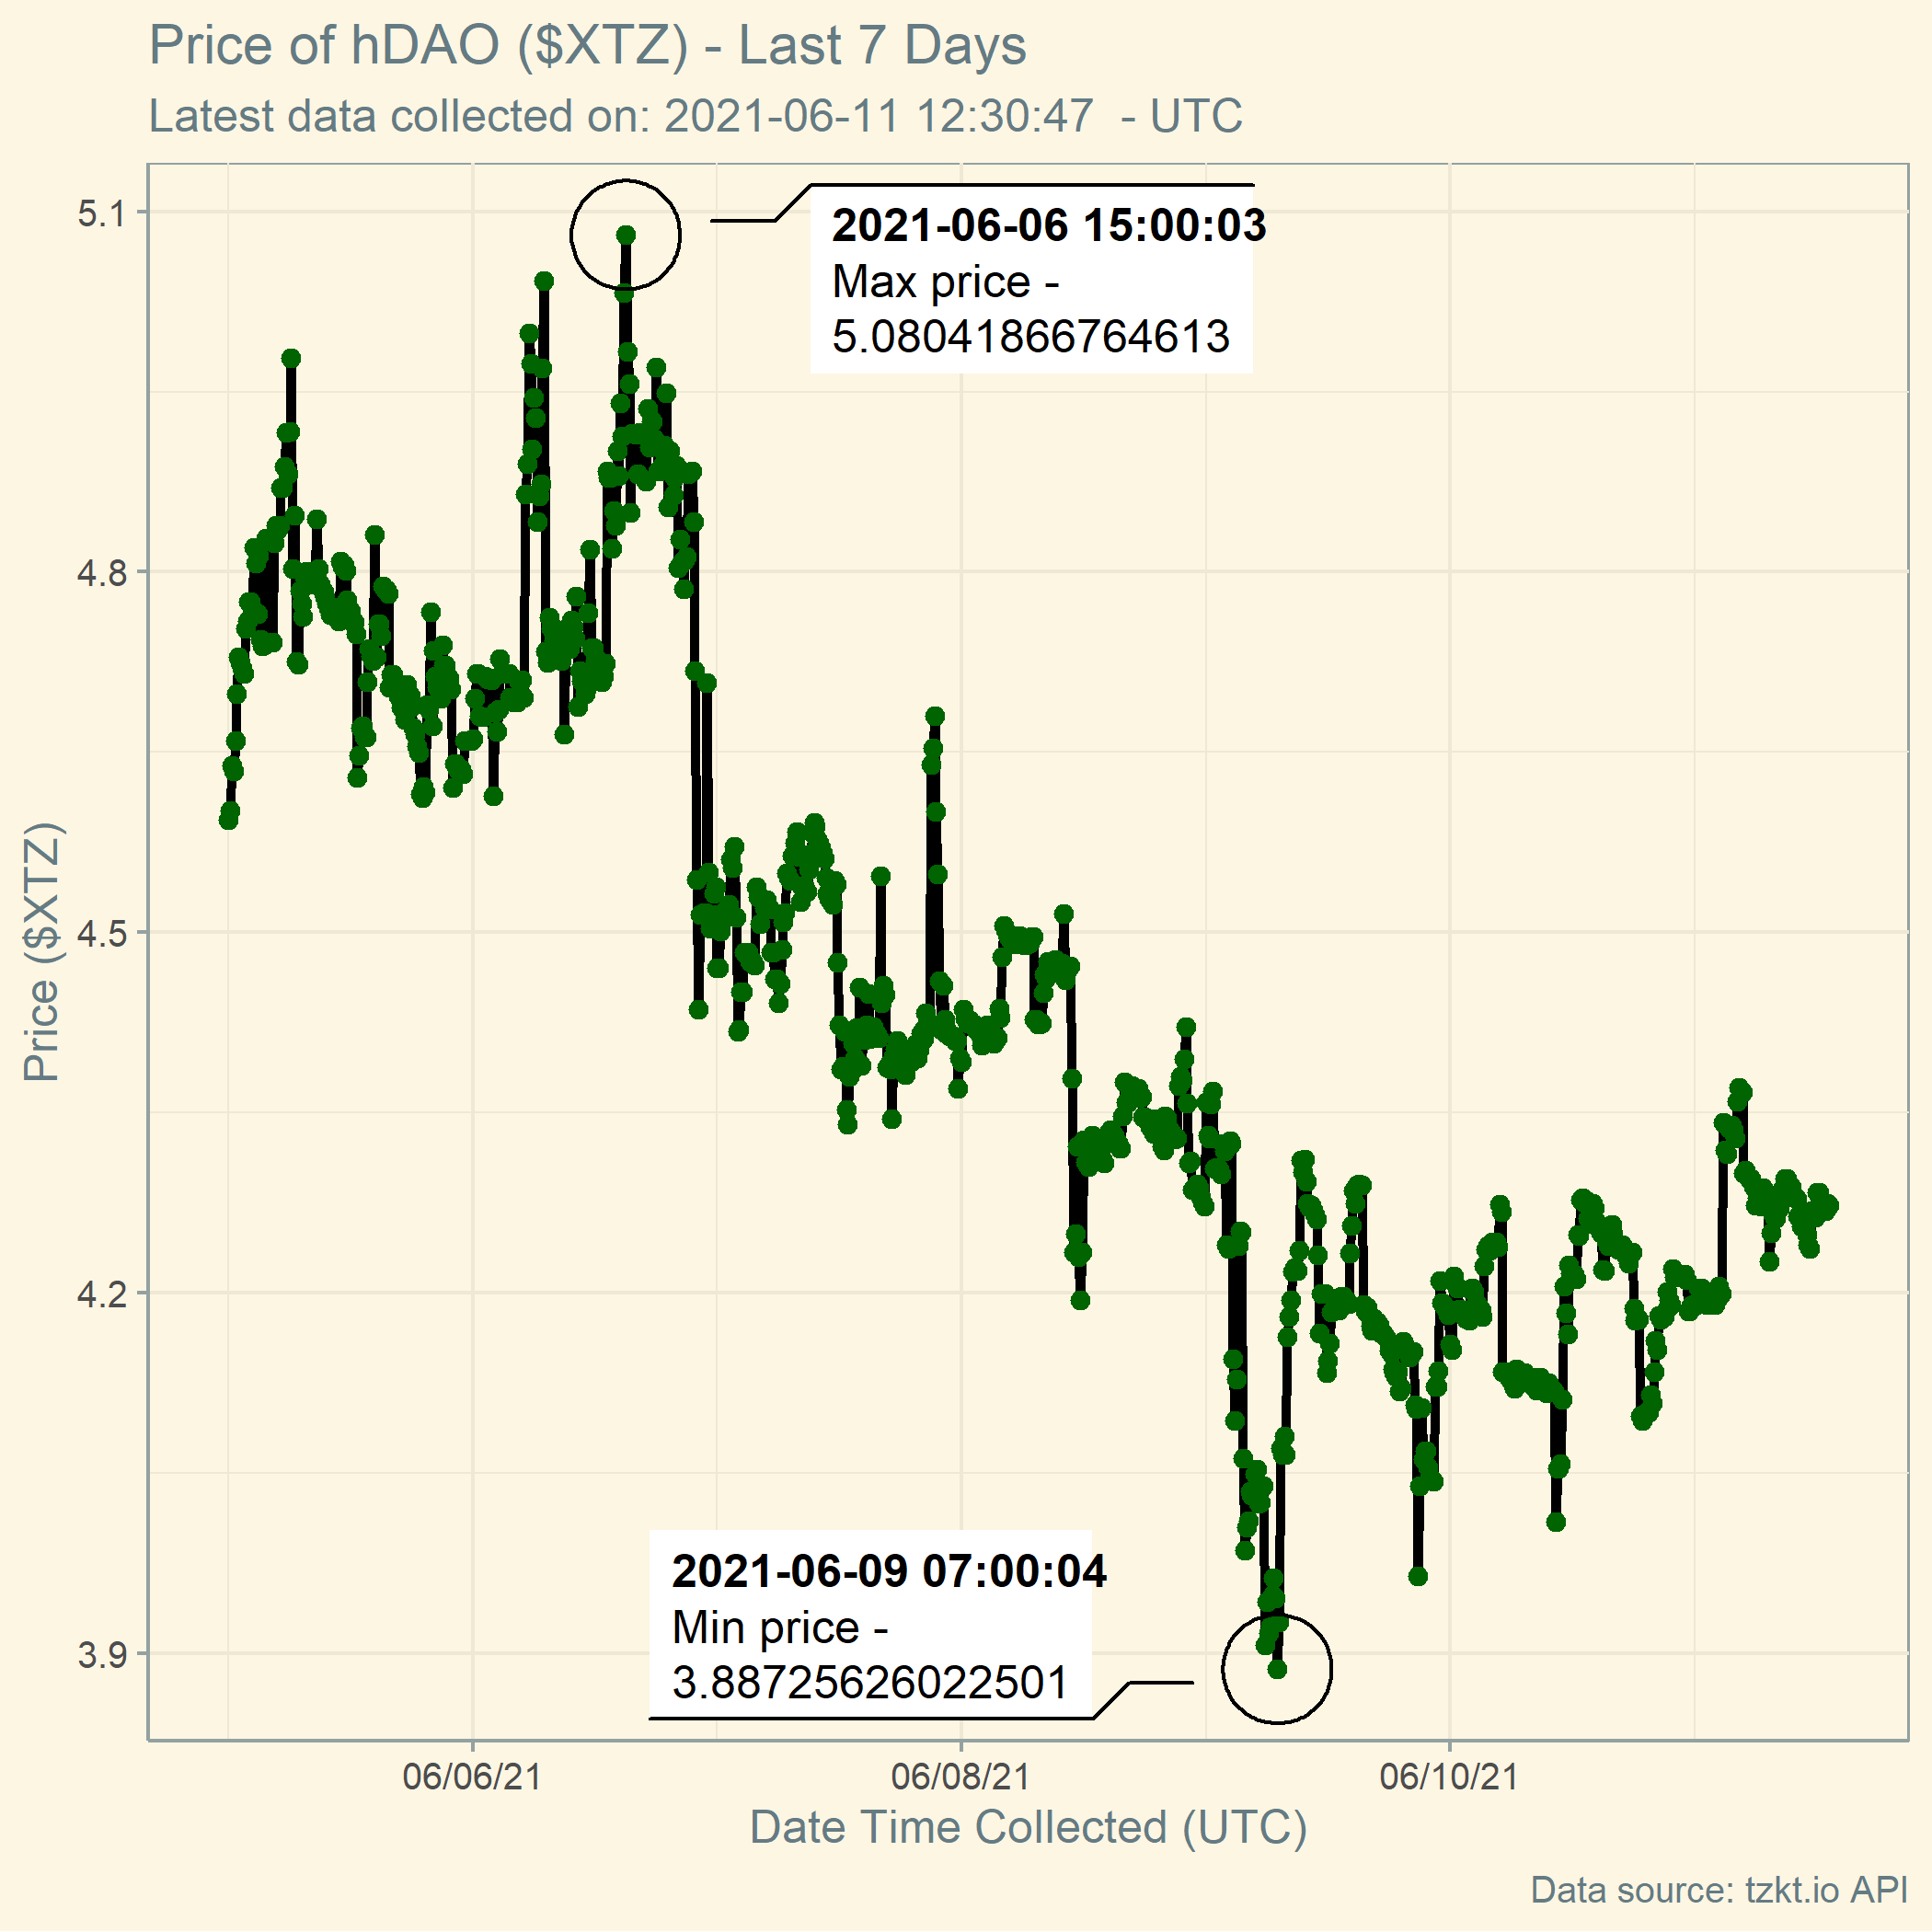 Price of hDAO ($XTZ) - Last 7 Days
Latest data collected on: 2021-06-11 12:30:47  - UTC
5.1
4.8
4.5
4.2
3.9
Price ($XTZ)
2021-06-06 15:00:03
Max price -
5.08041866764613
2021-06-09 07:00:04
Min price -
3.88725626022501
06/06/21
06/08/21
06/10/21
Date Time Collected (UTC)
Data source: tzkt.io API